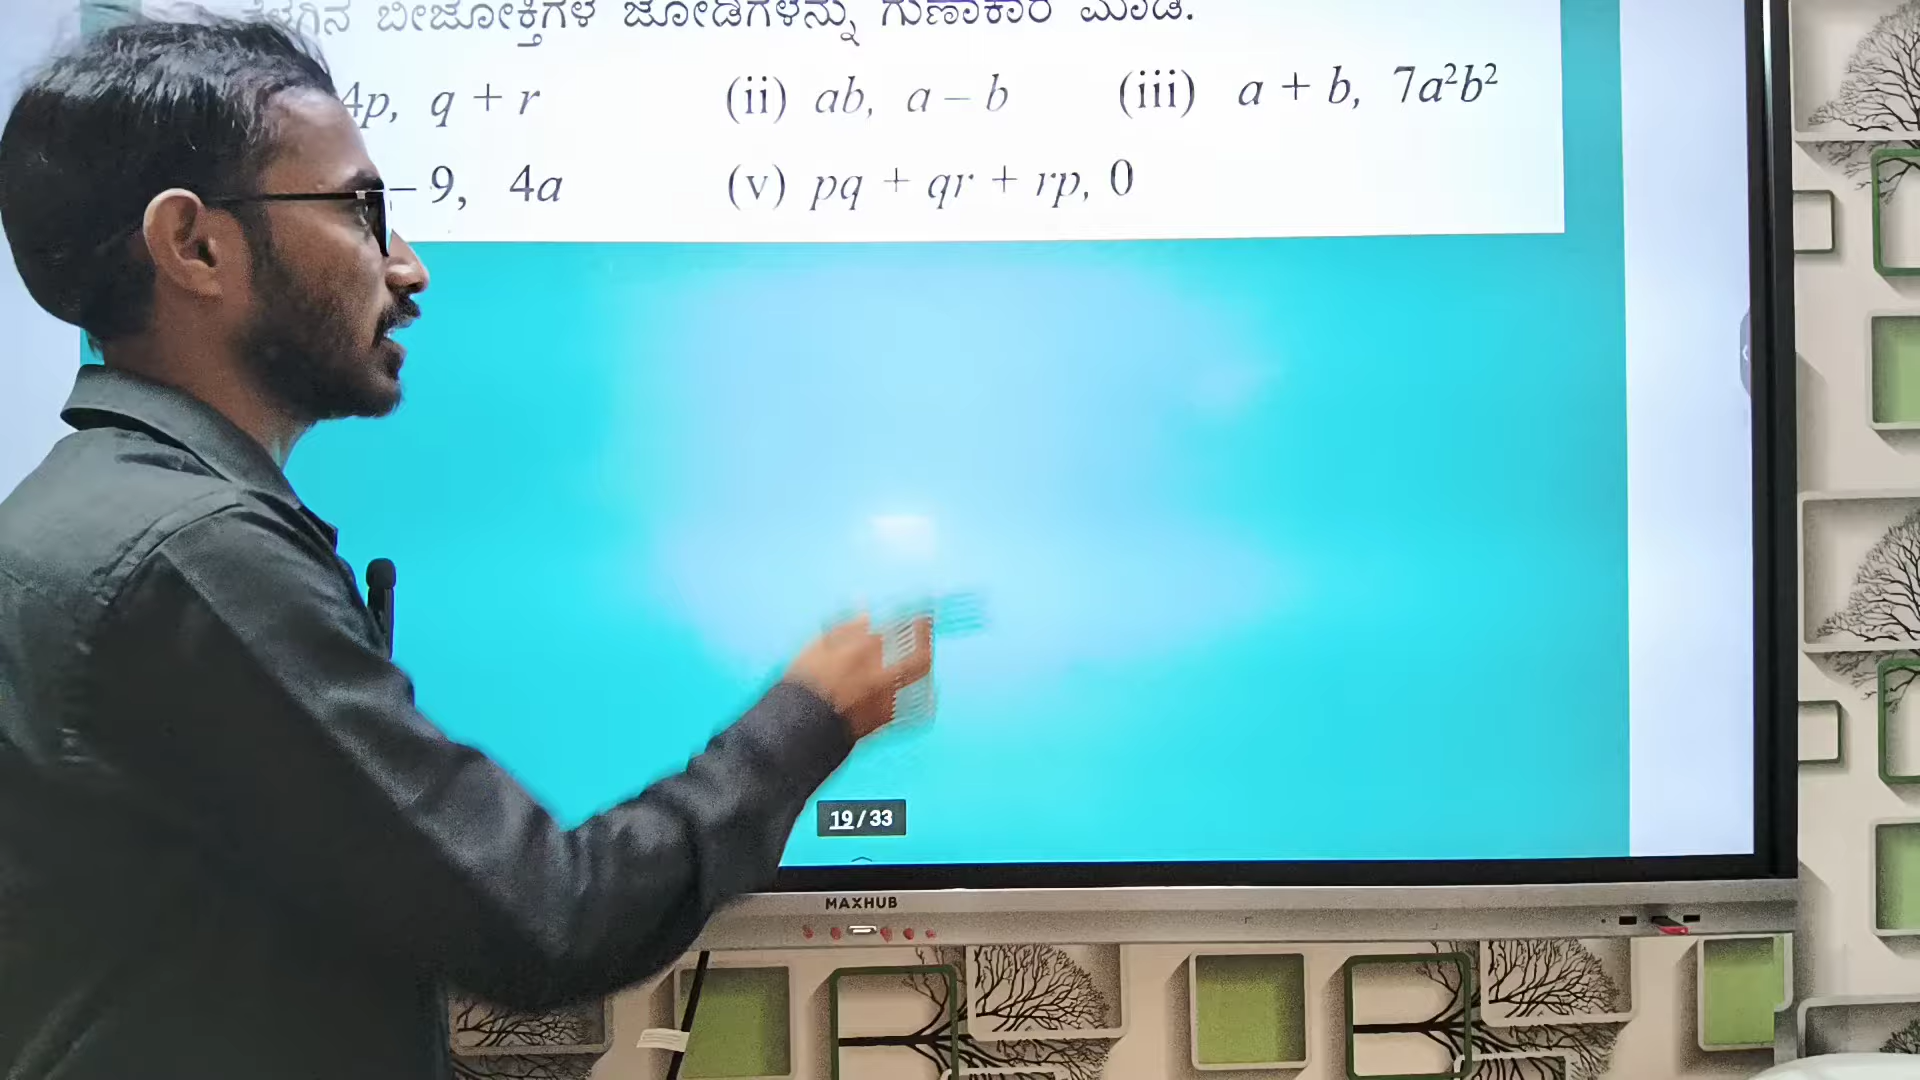 ಬೀಜೋಕ್ತಿಗಳ ಜೋಡಿಗಳನ್ನು ಗುಣಾಕಾರ ಮಾಡಿ.
4p, q + r (ii) ab, a – b (iii) a + b, 7a²b²
– 9, 4a (v) pq + qr + rp, 0
19 / 33
MAXHUB